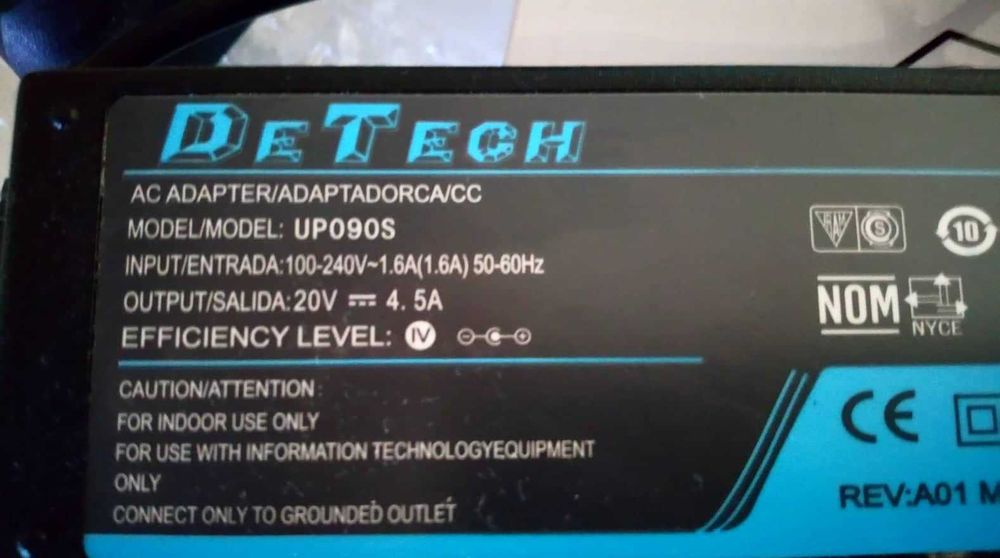 DETECH
AC ADAPTER/ADAPTADORCA/CC
MODEL/MODEL: UP090S
INPUT/ENTRADA:100-240V~1.6A(1.6A) 50-60Hz
OUTPUT/SALIDA: 20V ⎓ 4. 5A
EFFICIENCY LEVEL: IV
CAUTION/ATTENTION :
FOR INDOOR USE ONLY
FOR USE WITH INFORMATION TECHNOLOGYEQUIPMENT
ONLY
CONNECT ONLY TO GROUNDED OUTLET
S
10
NOM
NYCE
CE
REV:A01 M